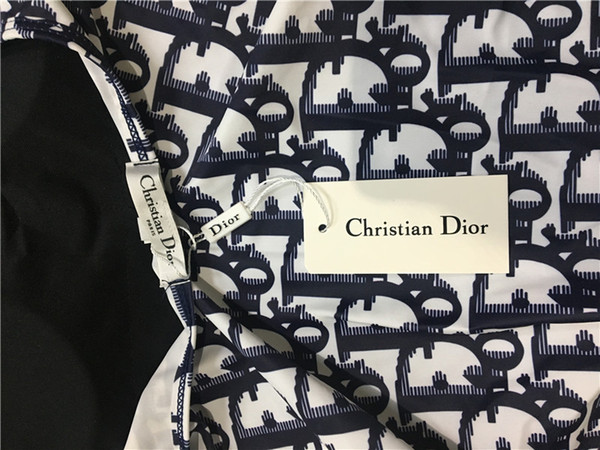 Christian Dior
PARIS
Dior
Christian Dior